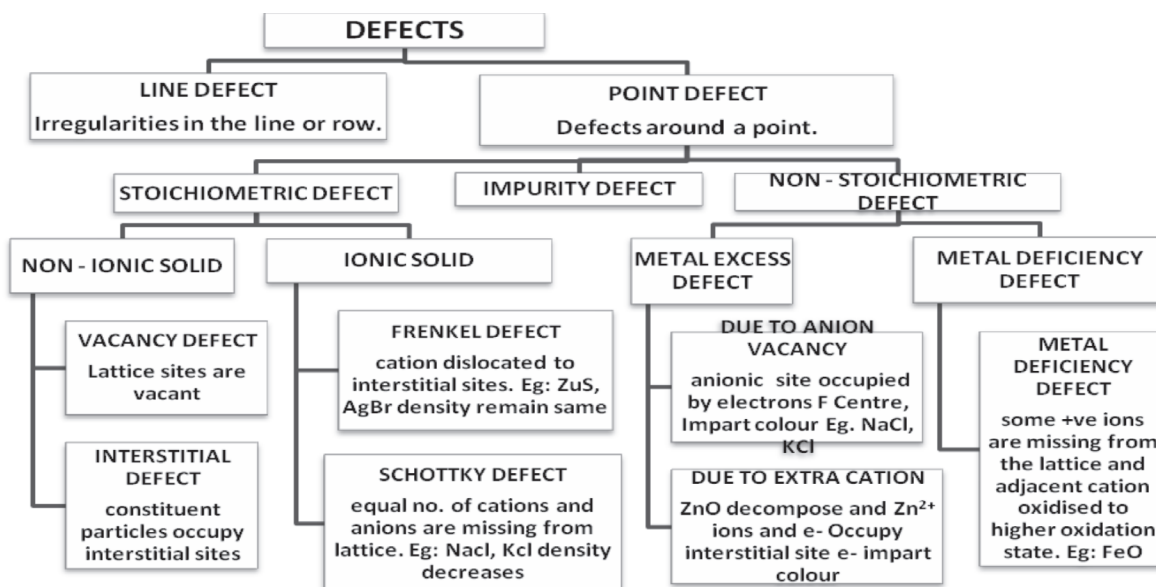 DEFECTS
LINE DEFECT
Irregularities in the line or row.
POINT DEFECT
Defects around a point.
STOICHIOMETRIC DEFECT
IMPURITY DEFECT
NON - STOICHIOMETRIC
DEFECT
NON - IONIC SOLID
IONIC SOLID
METAL EXCESS
DEFECT
METAL DEFICIENCY
DEFECT
VACANCY DEFECT
Lattice sites are
vacant
INTERSTITIAL
DEFECT
constituent
particles occupy
interstitial sites
FRENKEL DEFECT
cation dislocated to
interstitial sites. Eg: ZuS,
AgBr density remain same
SCHOTTKY DEFECT
equal no. of cations and
anions are missing from
lattice. Eg: Nacl, Kcl density
decreases
DUE TO ANION
VACANCY
anionic site occupied
by electrons F Centre,
Impart colour Eg. NaCl,
KCl
DUE TO EXTRA CATION
ZnO decompose and Zn²⁺
ions and e- Occupy
interstitial site e- impart
colour
METAL
DEFICIENCY
DEFECT
some +ve ions
are missing from
the lattice and
adjacent cation
oxidised to
higher oxidation
state. Eg: FeO